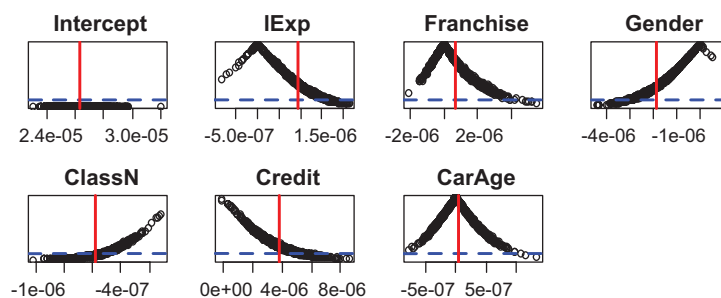 Intercept IExp Franchise Gender
2.4e-05 3.0e-05 -5.0e-07 1.5e-06 -2e-06 2e-06 -4e-06 -1e-06
ClassN Credit CarAge
-1e-06 -4e-07 0e+00 4e-06 8e-06 -5e-07 5e-07